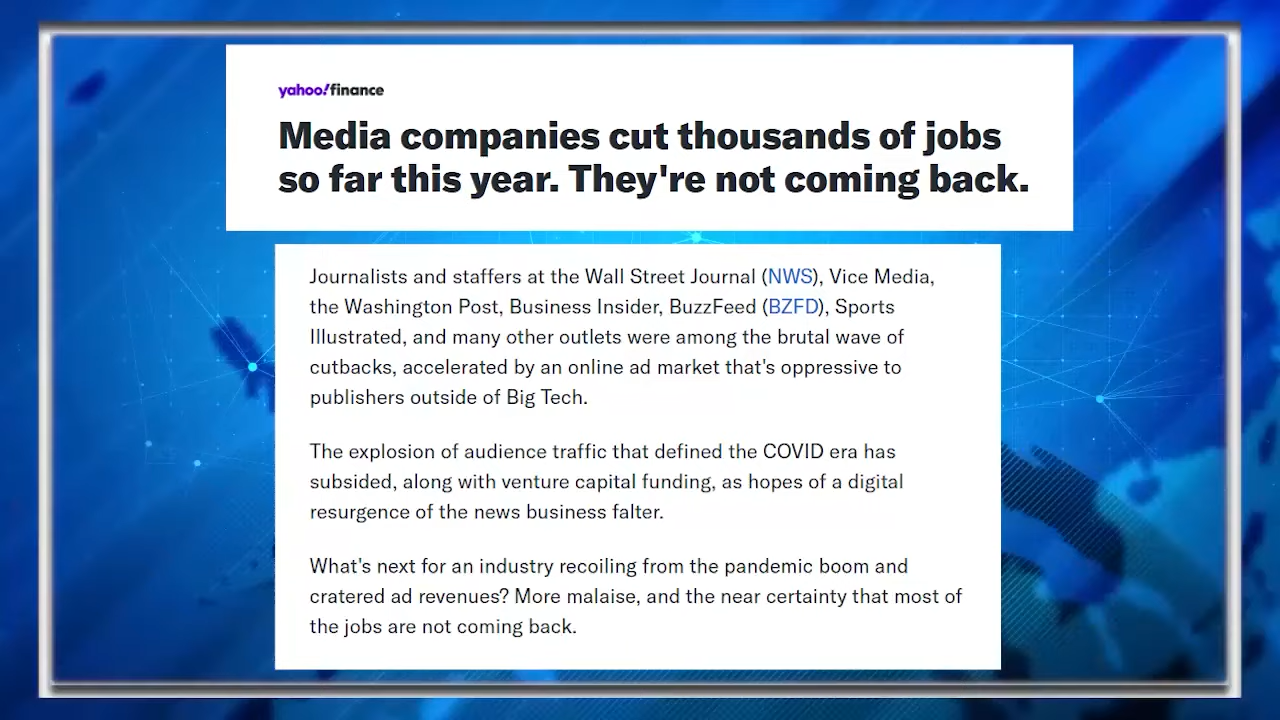 yahoo!finance
Media companies cut thousands of jobs
so far this year. They're not coming back.
Journalists and staffers at the Wall Street Journal (NWS), Vice Media,
the Washington Post, Business Insider, BuzzFeed (BZFD), Sports
Illustrated, and many other outlets were among the brutal wave of
cutbacks, accelerated by an online ad market that's oppressive to
publishers outside of Big Tech.
The explosion of audience traffic that defined the COVID era has
subsided, along with venture capital funding, as hopes of a digital
resurgence of the news business falter.
What's next for an industry recoiling from the pandemic boom and
cratered ad revenues? More malaise, and the near certainty that most of
the jobs are not coming back.